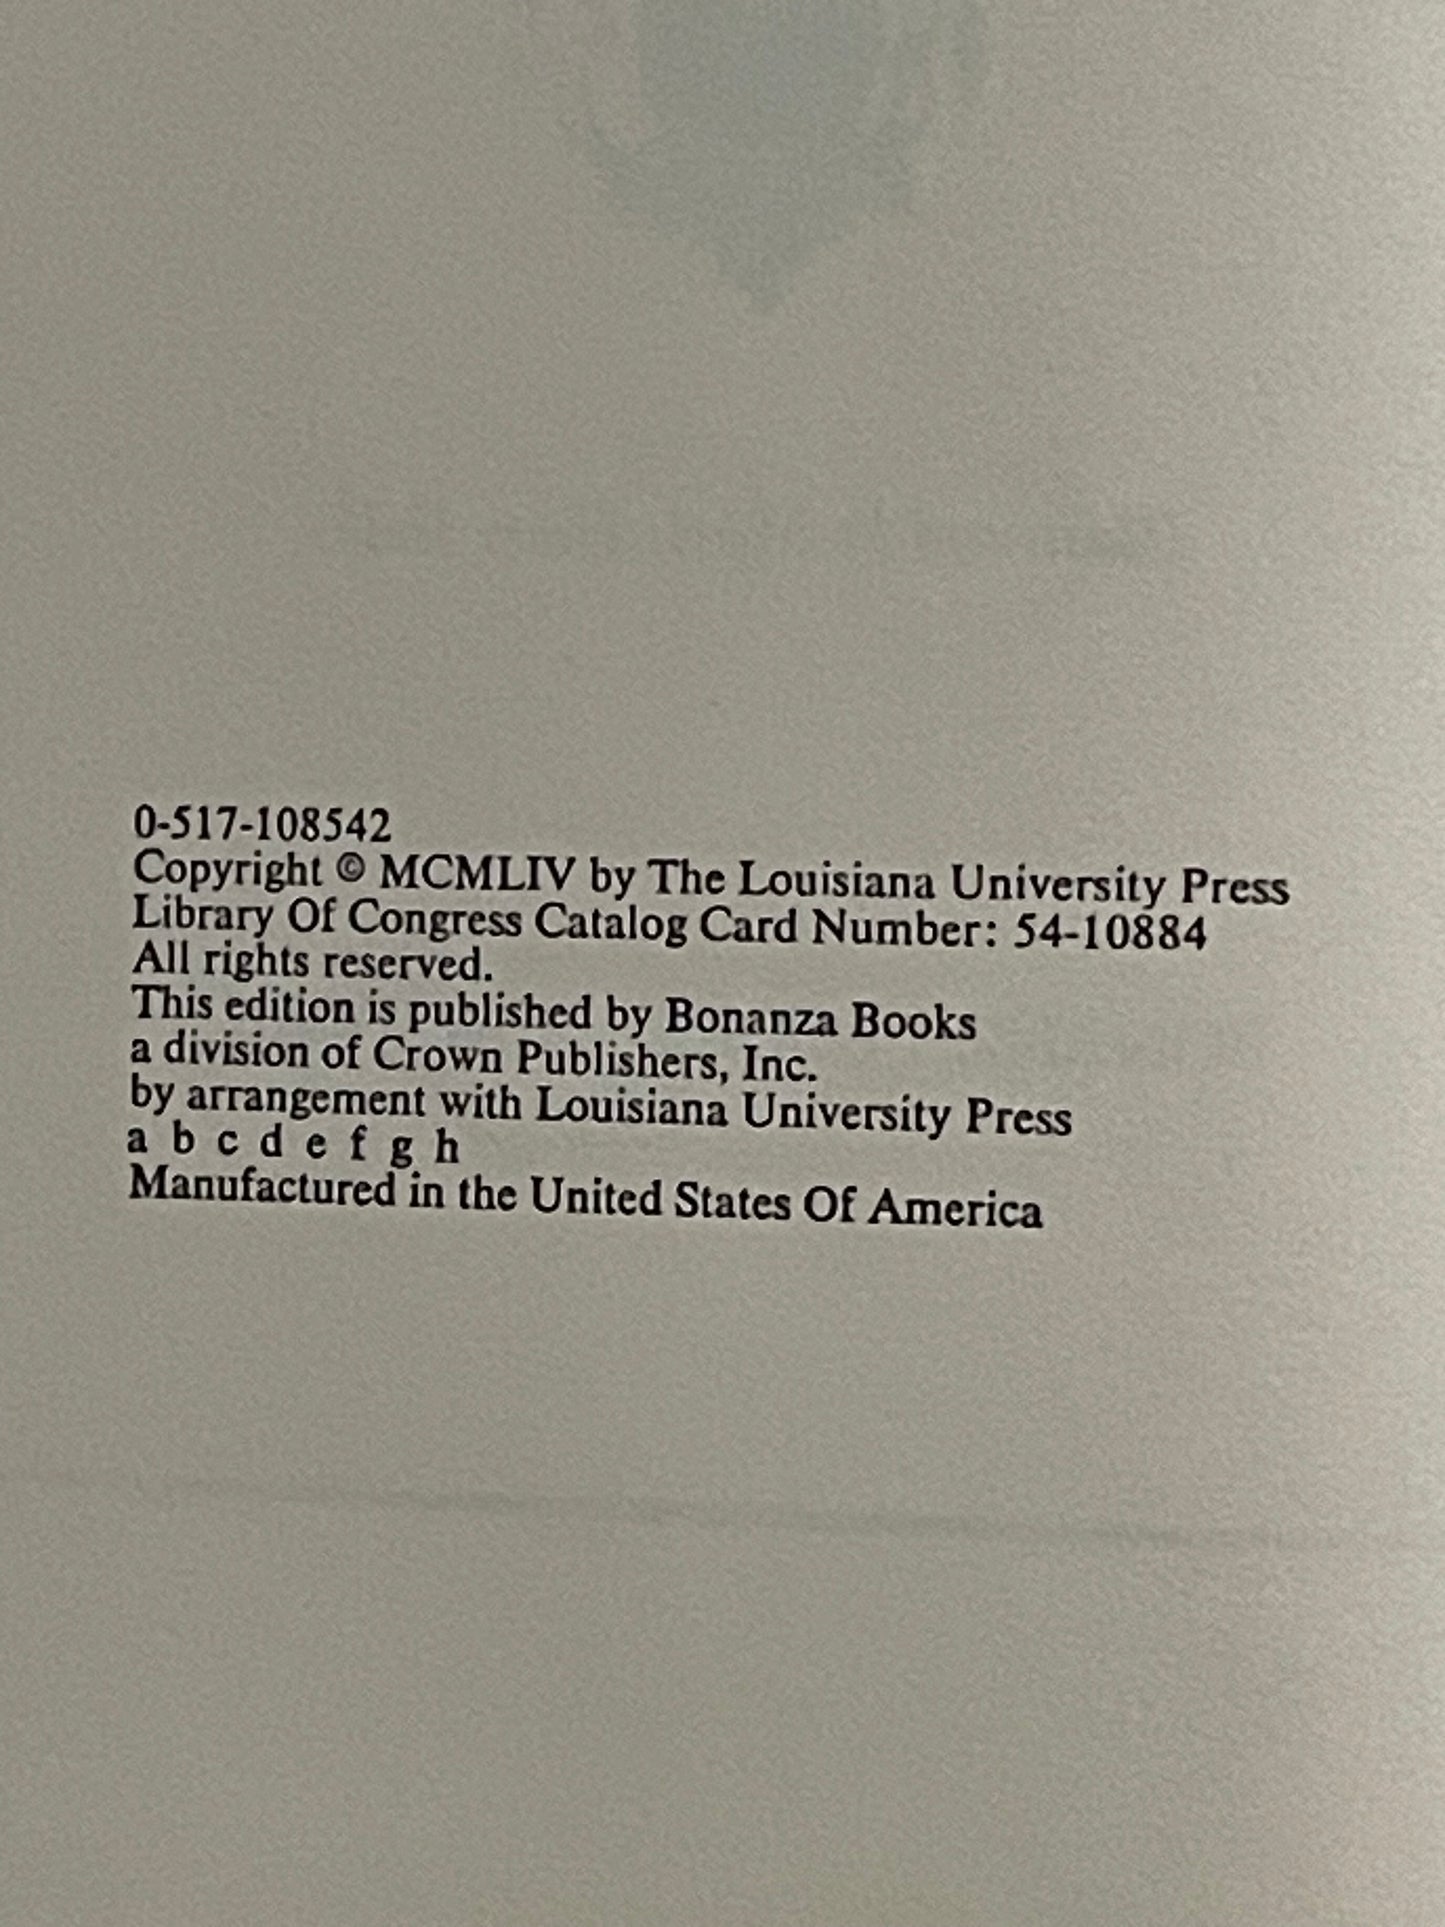 0-517-108542
Copyright © MCMLIV by The Louisiana University Press
Library Of Congress Catalog Card Number: 54-10884
All rights reserved.
This edition is published by Bonanza Books
a division of Crown Publishers, Inc.
by arrangement with Louisiana University Press
a b c d e f g h
Manufactured in the United States Of America